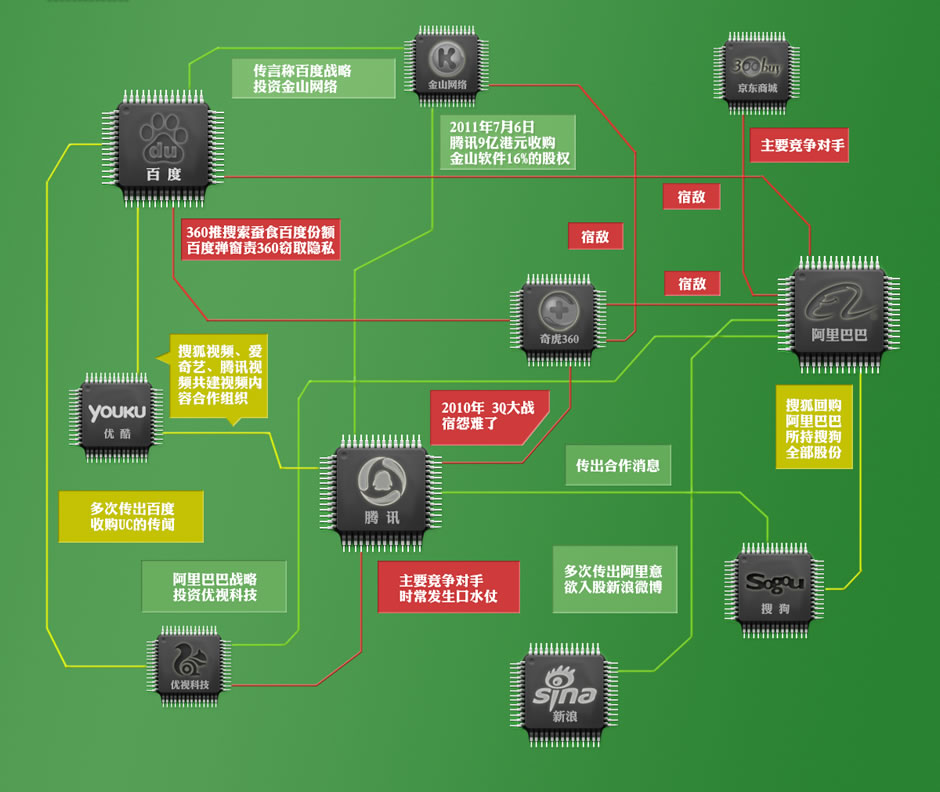 金山网络
360buy
京东商城
传言称百度战略
投资金山网络
2011年7月6日
腾讯9亿港元收购
金山软件16%的股权
主要竞争对手
du
百度
宿敌
360推搜索蚕食百度份额
百度弹窗责360窃取隐私
宿敌
宿敌
奇虎360
阿里巴巴
搜狐视频、爱
奇艺、腾讯视
频共建视频内
容合作组织
YOUKU
优酷
2010年 3Q大战
宿怨难了
搜狐回购
阿里巴巴
所持搜狗
全部股份
传出合作消息
腾讯
多次传出百度
收购UC的传闻
阿里巴巴战略
投资优视科技
主要竞争对手
时常发生口水仗
多次传出阿里意
欲入股新浪微博
Sogou
搜狗
优视科技
sina
新浪